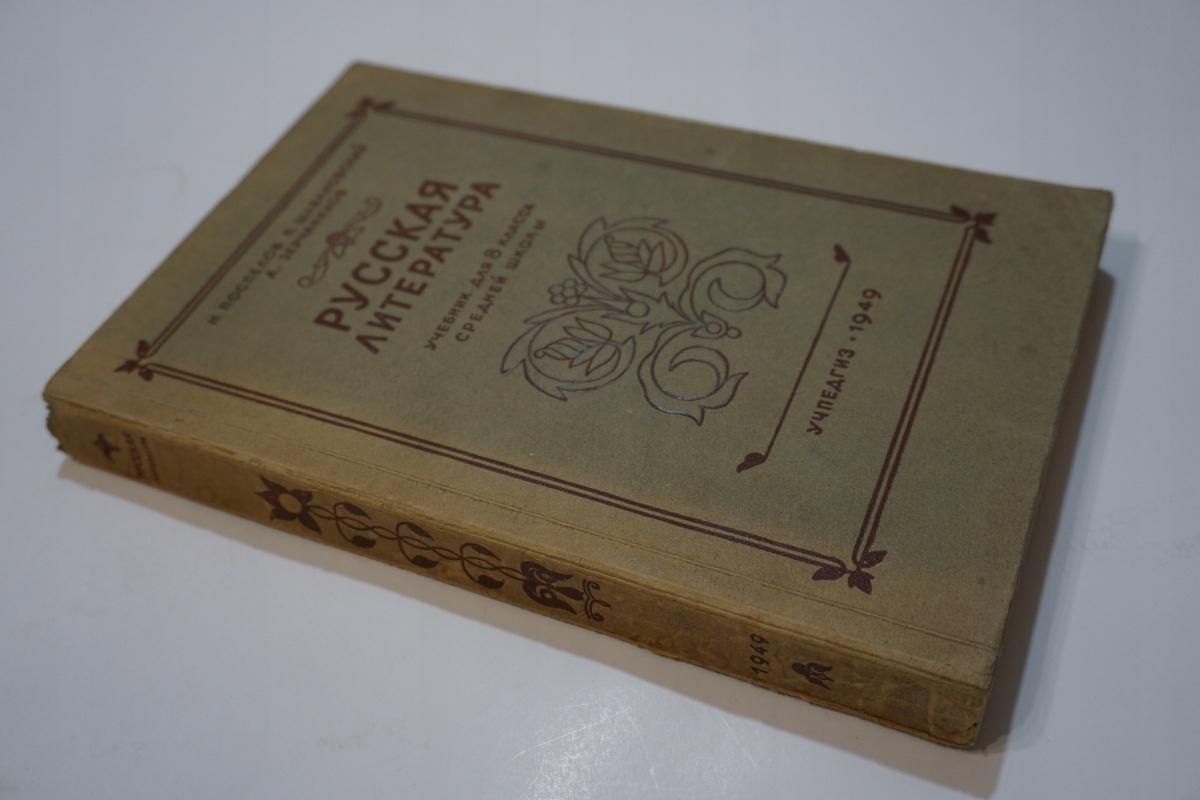 Н. ПОСПЕЛОВ, П. ШАБЛИОВСКИЙ
А. ЗЕРЧАНИНОВ
РУССКАЯ
ЛИТЕРАТУРА
УЧЕБНИК ДЛЯ 8 КЛАССА
СРЕДНЕЙ ШКОЛЫ
УЧПЕДГИЗ • 1949
РУССКАЯ
1949